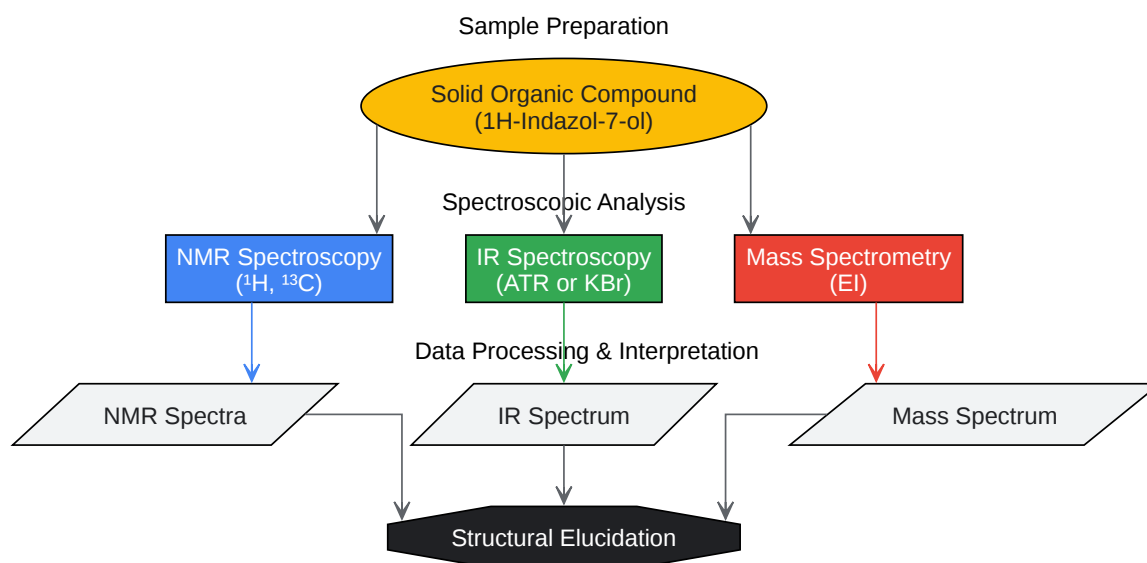 Sample Preparation
Solid Organic Compound
(1H-Indazol-7-ol)
Spectroscopic Analysis
NMR Spectroscopy
(¹H, ¹³C)
IR Spectroscopy
(ATR or KBr)
Mass Spectrometry
(EI)
Data Processing & Interpretation
NMR Spectra
IR Spectrum
Mass Spectrum
Structural Elucidation